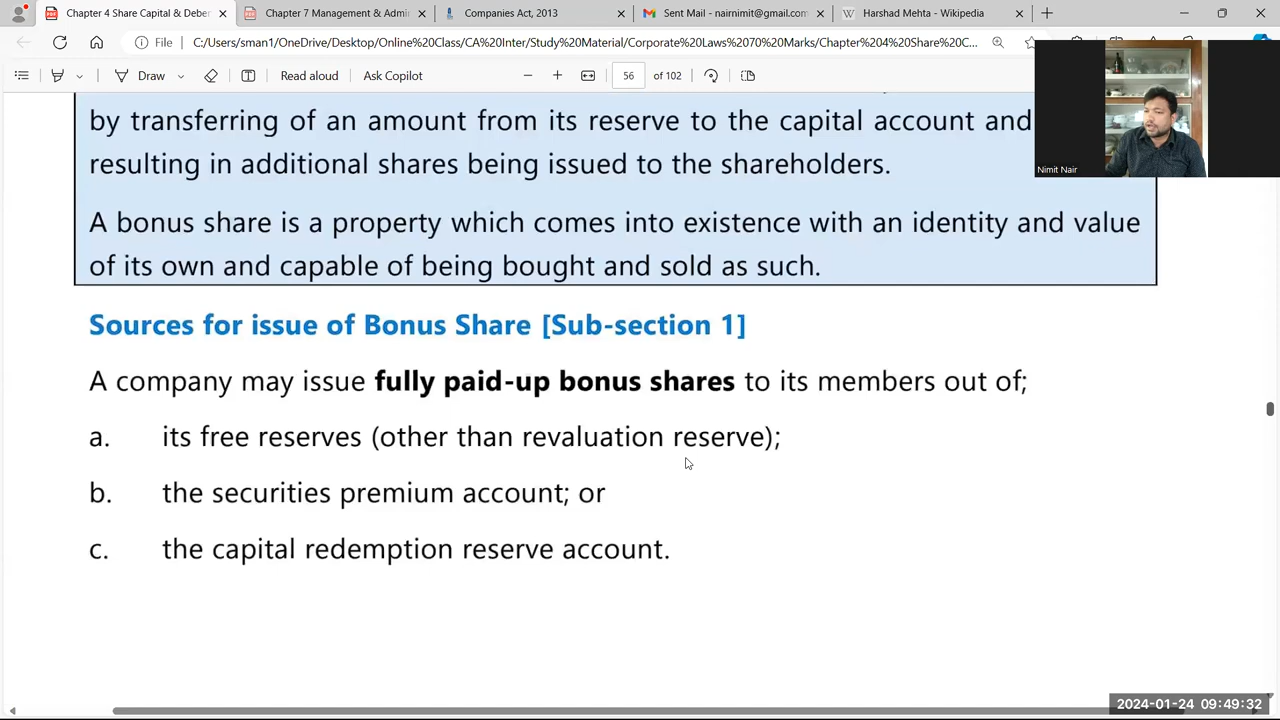 Chapter 4 Share Capital & Deber
Chapter 7 Management & Admi
Companies Act, 2013
Sent Mail - nairnimit@gmail.com
Harshad Mehta - Wikipedia
File
C:/Users/sman1/OneDrive/Desktop/Online%20Class/CA%20Inter/Study%20Material/Corporate%20Laws%2070%20Marks/Chapter%204%20Share%20C...
Draw
Read aloud
Ask Copilot
56
of 102
by transferring of an amount from its reserve to the capital account and
resulting in additional shares being issued to the shareholders.
Nimit Nair
A bonus share is a property which comes into existence with an identity and value
of its own and capable of being bought and sold as such.
Sources for issue of Bonus Share [Sub-section 1]
A company may issue fully paid-up bonus shares to its members out of;
a. its free reserves (other than revaluation reserve);
b. the securities premium account; or
c. the capital redemption reserve account.
2024-01-24 09:49:32